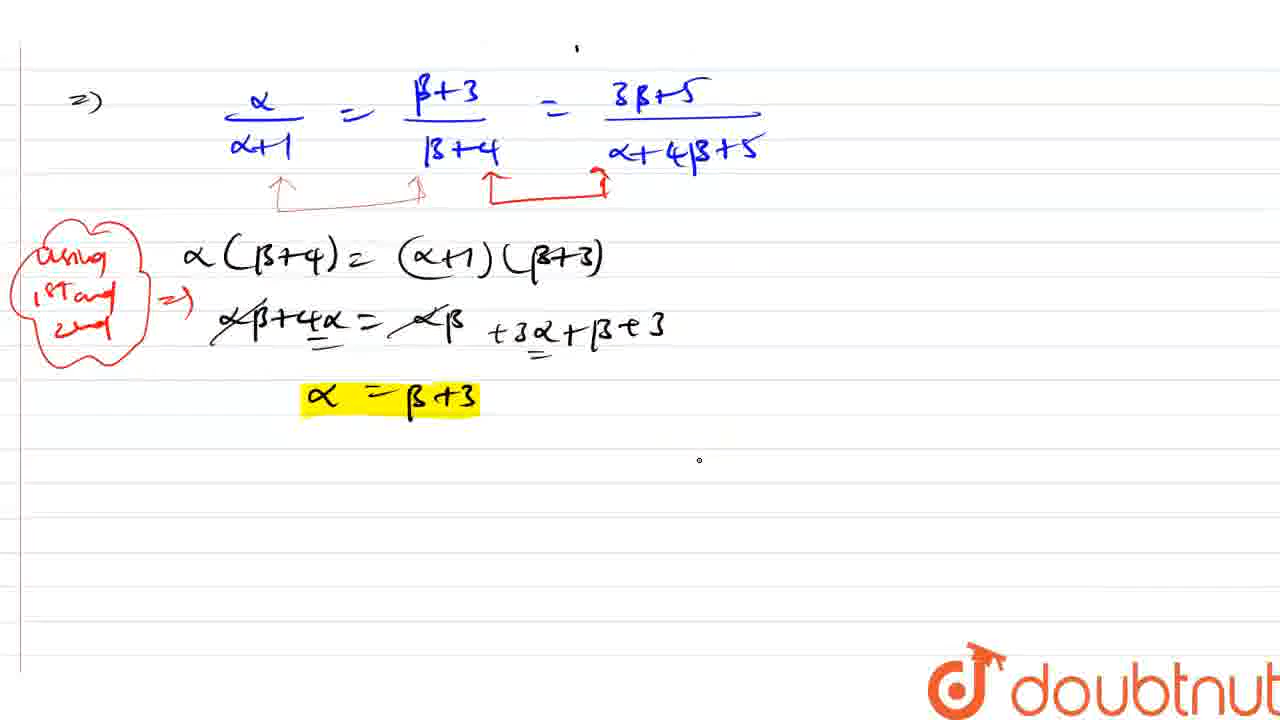 => α/(α+1) = (β+3)/(β+4) = (3β+5)/(α+4β+5)
using 1st and 2nd => α(β+4) = (α+1)(β+3)
αβ+4α = αβ +3α+β+3
α = β+3
doubtnut